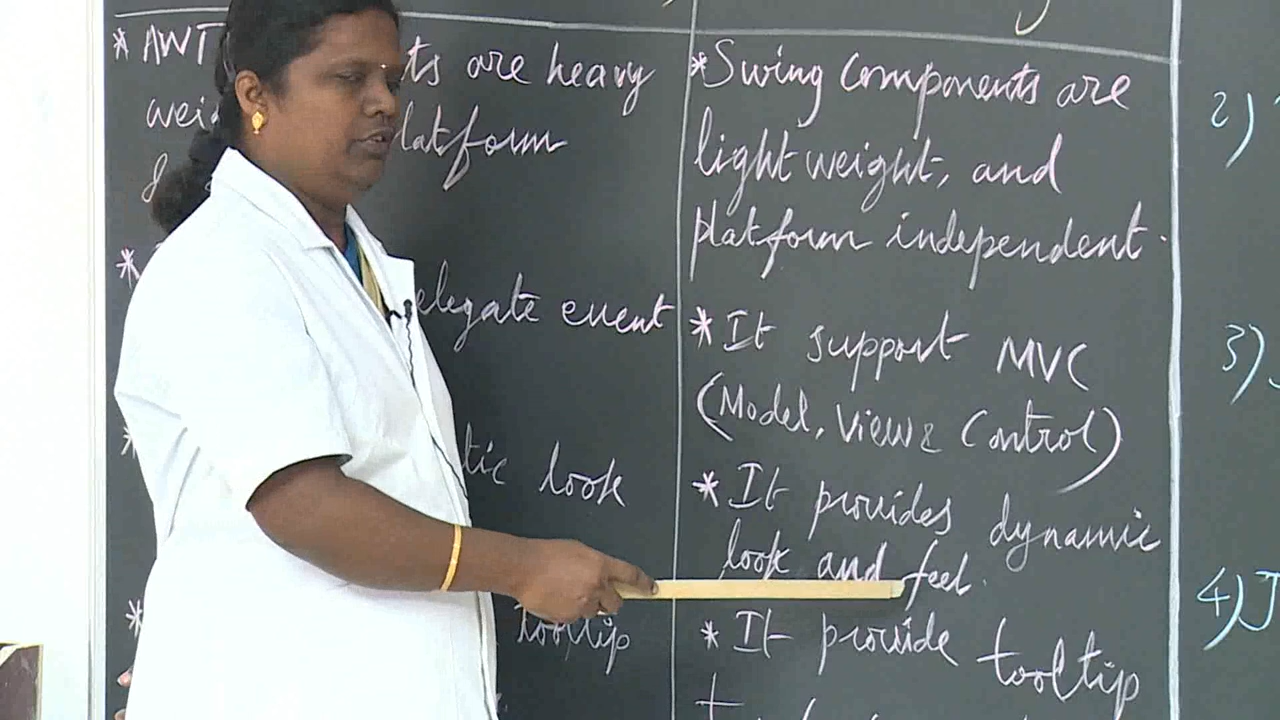 * AWT ts are heavy
wei latform
*
elegate event
tic look
*
tooltip
* Swing components are
light weight, and
platform independent.
* It support MVC
(Model, View & Control)
* It provides dynamic
look and feel.
* It provide tooltip
2)
3)
4) J